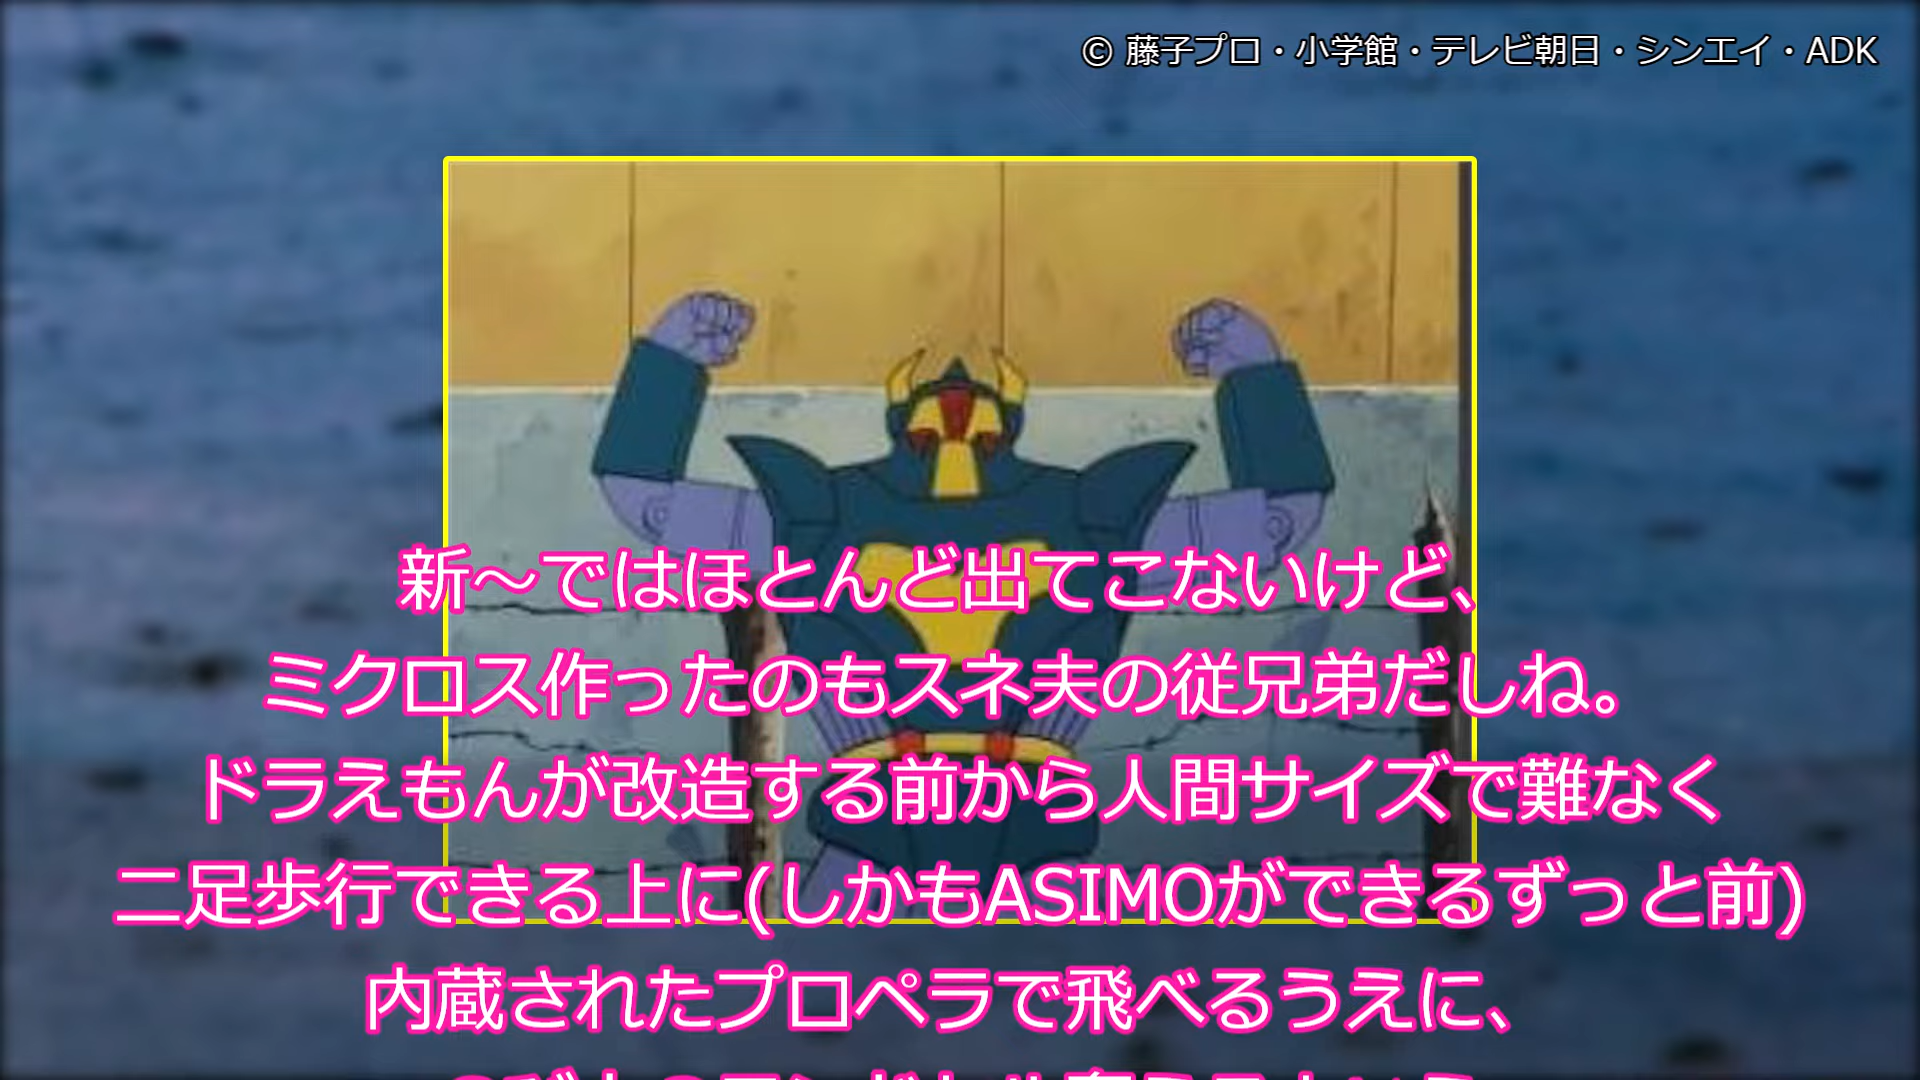 © 藤子プロ・小学館・テレビ朝日・シンエイ・ADK
新～ではほとんど出てこないけど、
ミクロス作ったのもスネ夫の従兄弟だしね。
ドラえもんが改造する前から人間サイズで難なく
二足歩行できる上に(しかもASIMOができるずっと前)
内蔵されたプロペラで飛べるうえに、